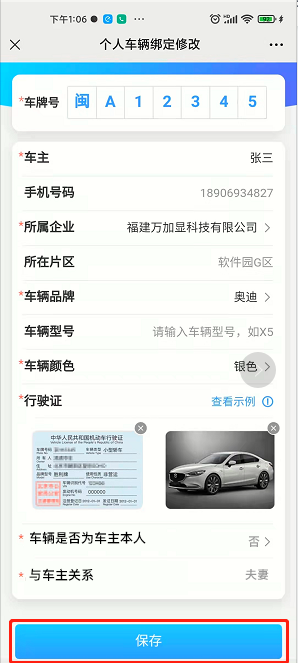 下午1:06
个人车辆绑定修改
*车牌号 闽 A 1 2 3 4 5
*车主 张三
手机号码 18906934827
*所属企业 福建万加显科技有限公司
所在片区 软件园G区
*车辆品牌 奥迪
车辆型号 请输入车辆型号，如X5
*车辆颜色 银色
*行驶证 查看示例
中华人民共和国机动车行驶证
小型轿车
000000
* 车辆是否为车主本人 否
* 与车主关系 夫妻
保存